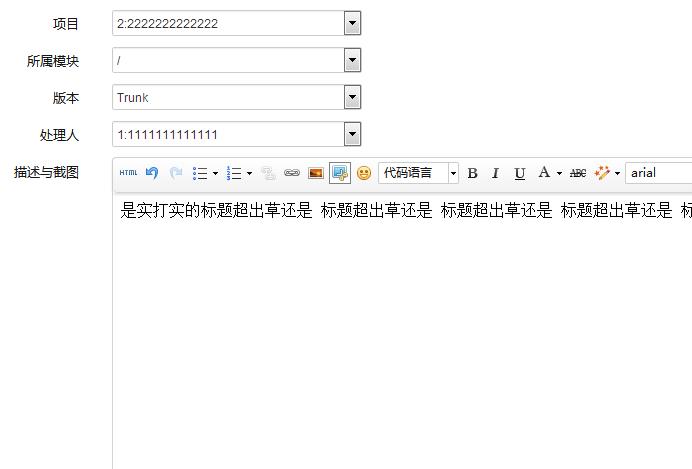 项目 2:2222222222222
所属模块 /
版本 Trunk
处理人 1:1111111111111
描述与截图 HTML 代码语言 B I U A ABC arial
是实打实的标题超出草还是 标题超出草还是 标题超出草还是 标题超出草还是 标